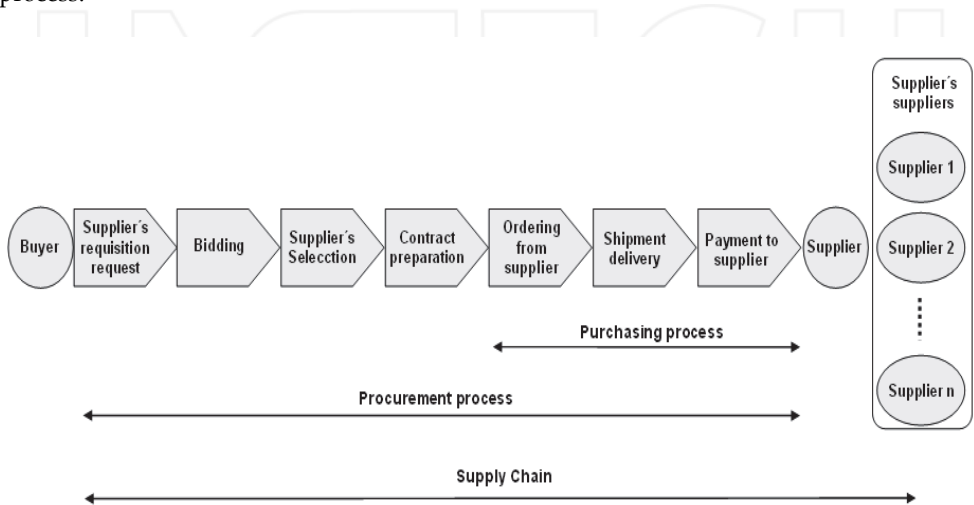 process.
Supplier´s
suppliers
Supplier 1
Buyer
Supplier´s
requisition
request
Bidding
Supplier´s
Selecction
Contract
preparation
Ordering
from
supplier
Shipment
delivery
Payment to
supplier
Supplier
Supplier 2
Supplier n
Purchasing process
Procurement process
Supply Chain